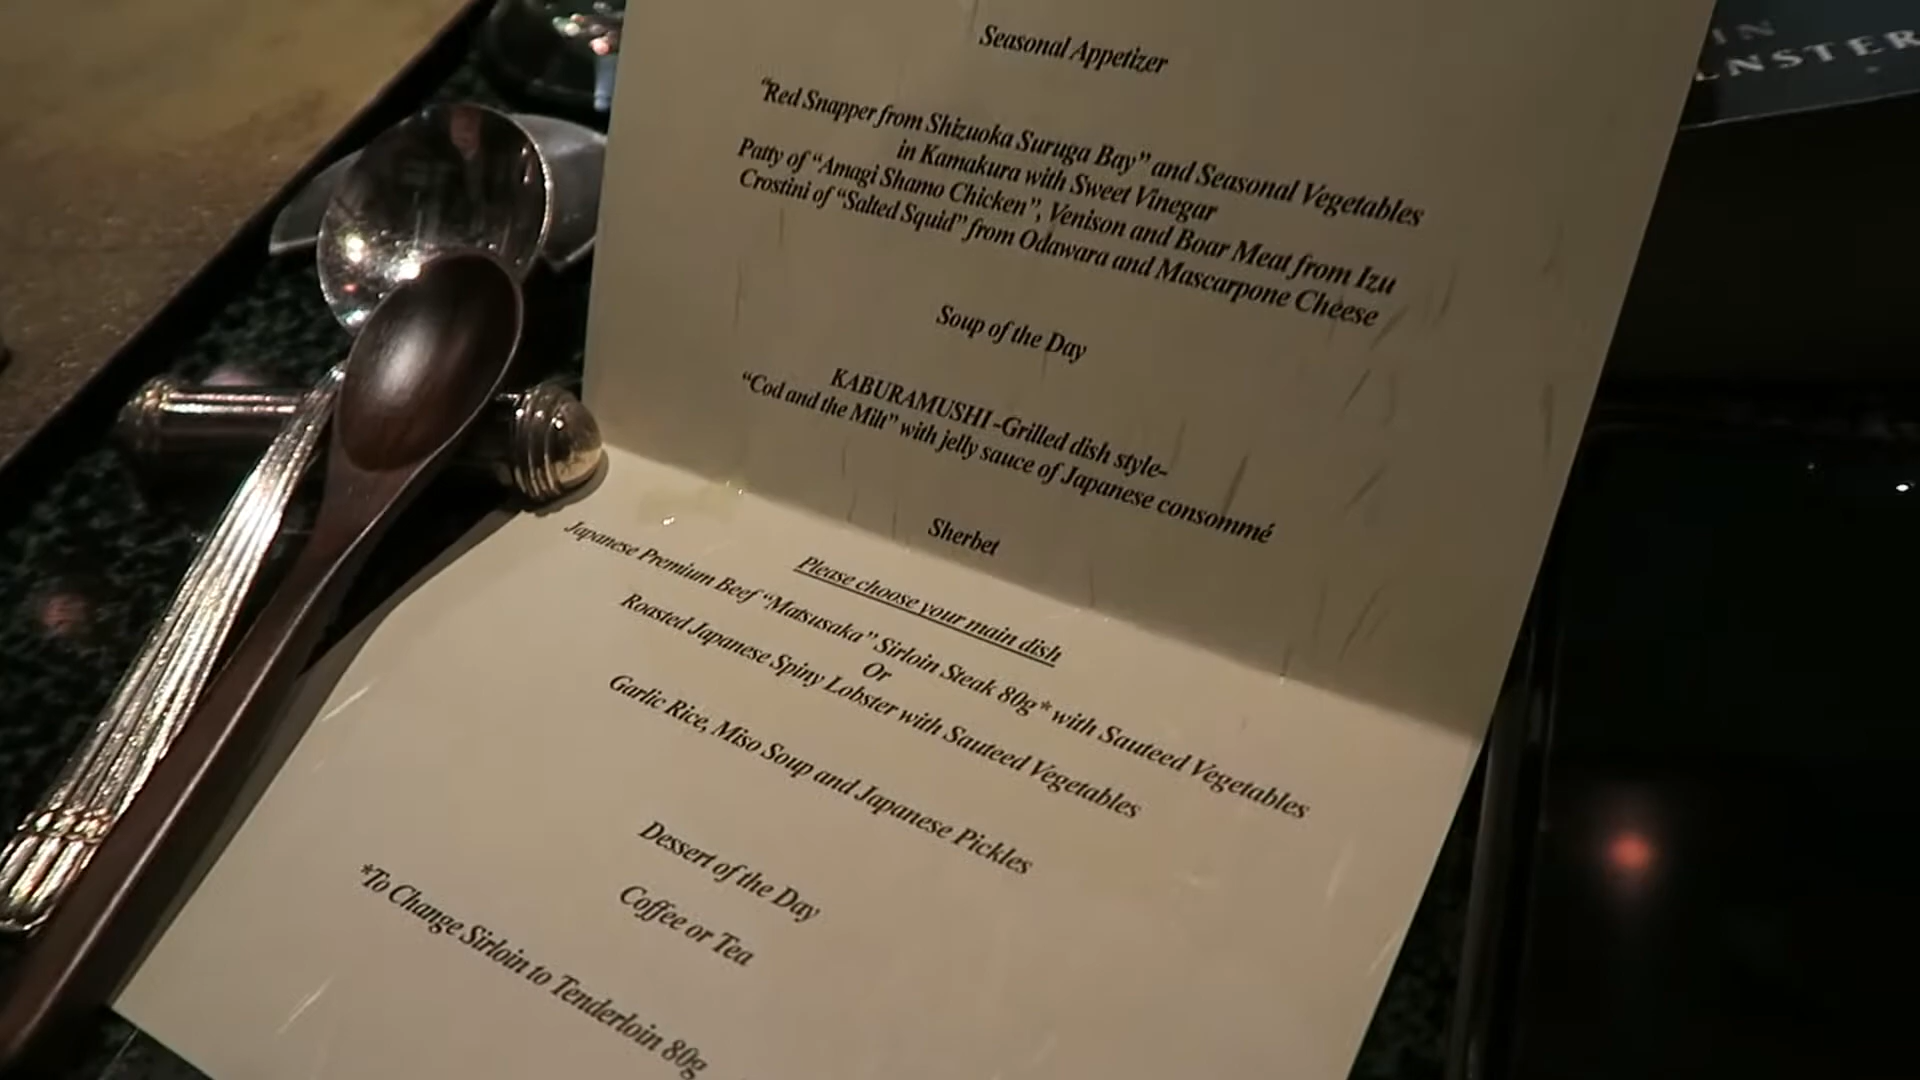 Seasonal Appetizer
"Red Snapper from Shizuoka Suruga Bay" and Seasonal Vegetables
in Kamakura with Sweet Vinegar
Patty of "Amagi Shamo Chicken", Venison and Boar Meat from Izu
Crostini of "Salted Squid" from Odawara and Mascarpone Cheese
Soup of the Day
KABURAMUSHI -Grilled dish style-
"Cod and the Milt" with jelly sauce of Japanese consommé
Sherbet
Please choose your main dish
Japanese Premium Beef "Matsusaka" Sirloin Steak 80g* with Sauteed Vegetables
Or
Roasted Japanese Spiny Lobster with Sauteed Vegetables
Garlic Rice, Miso Soup and Japanese Pickles
Dessert of the Day
Coffee or Tea
*To Change Sirloin to Tenderloin 80g